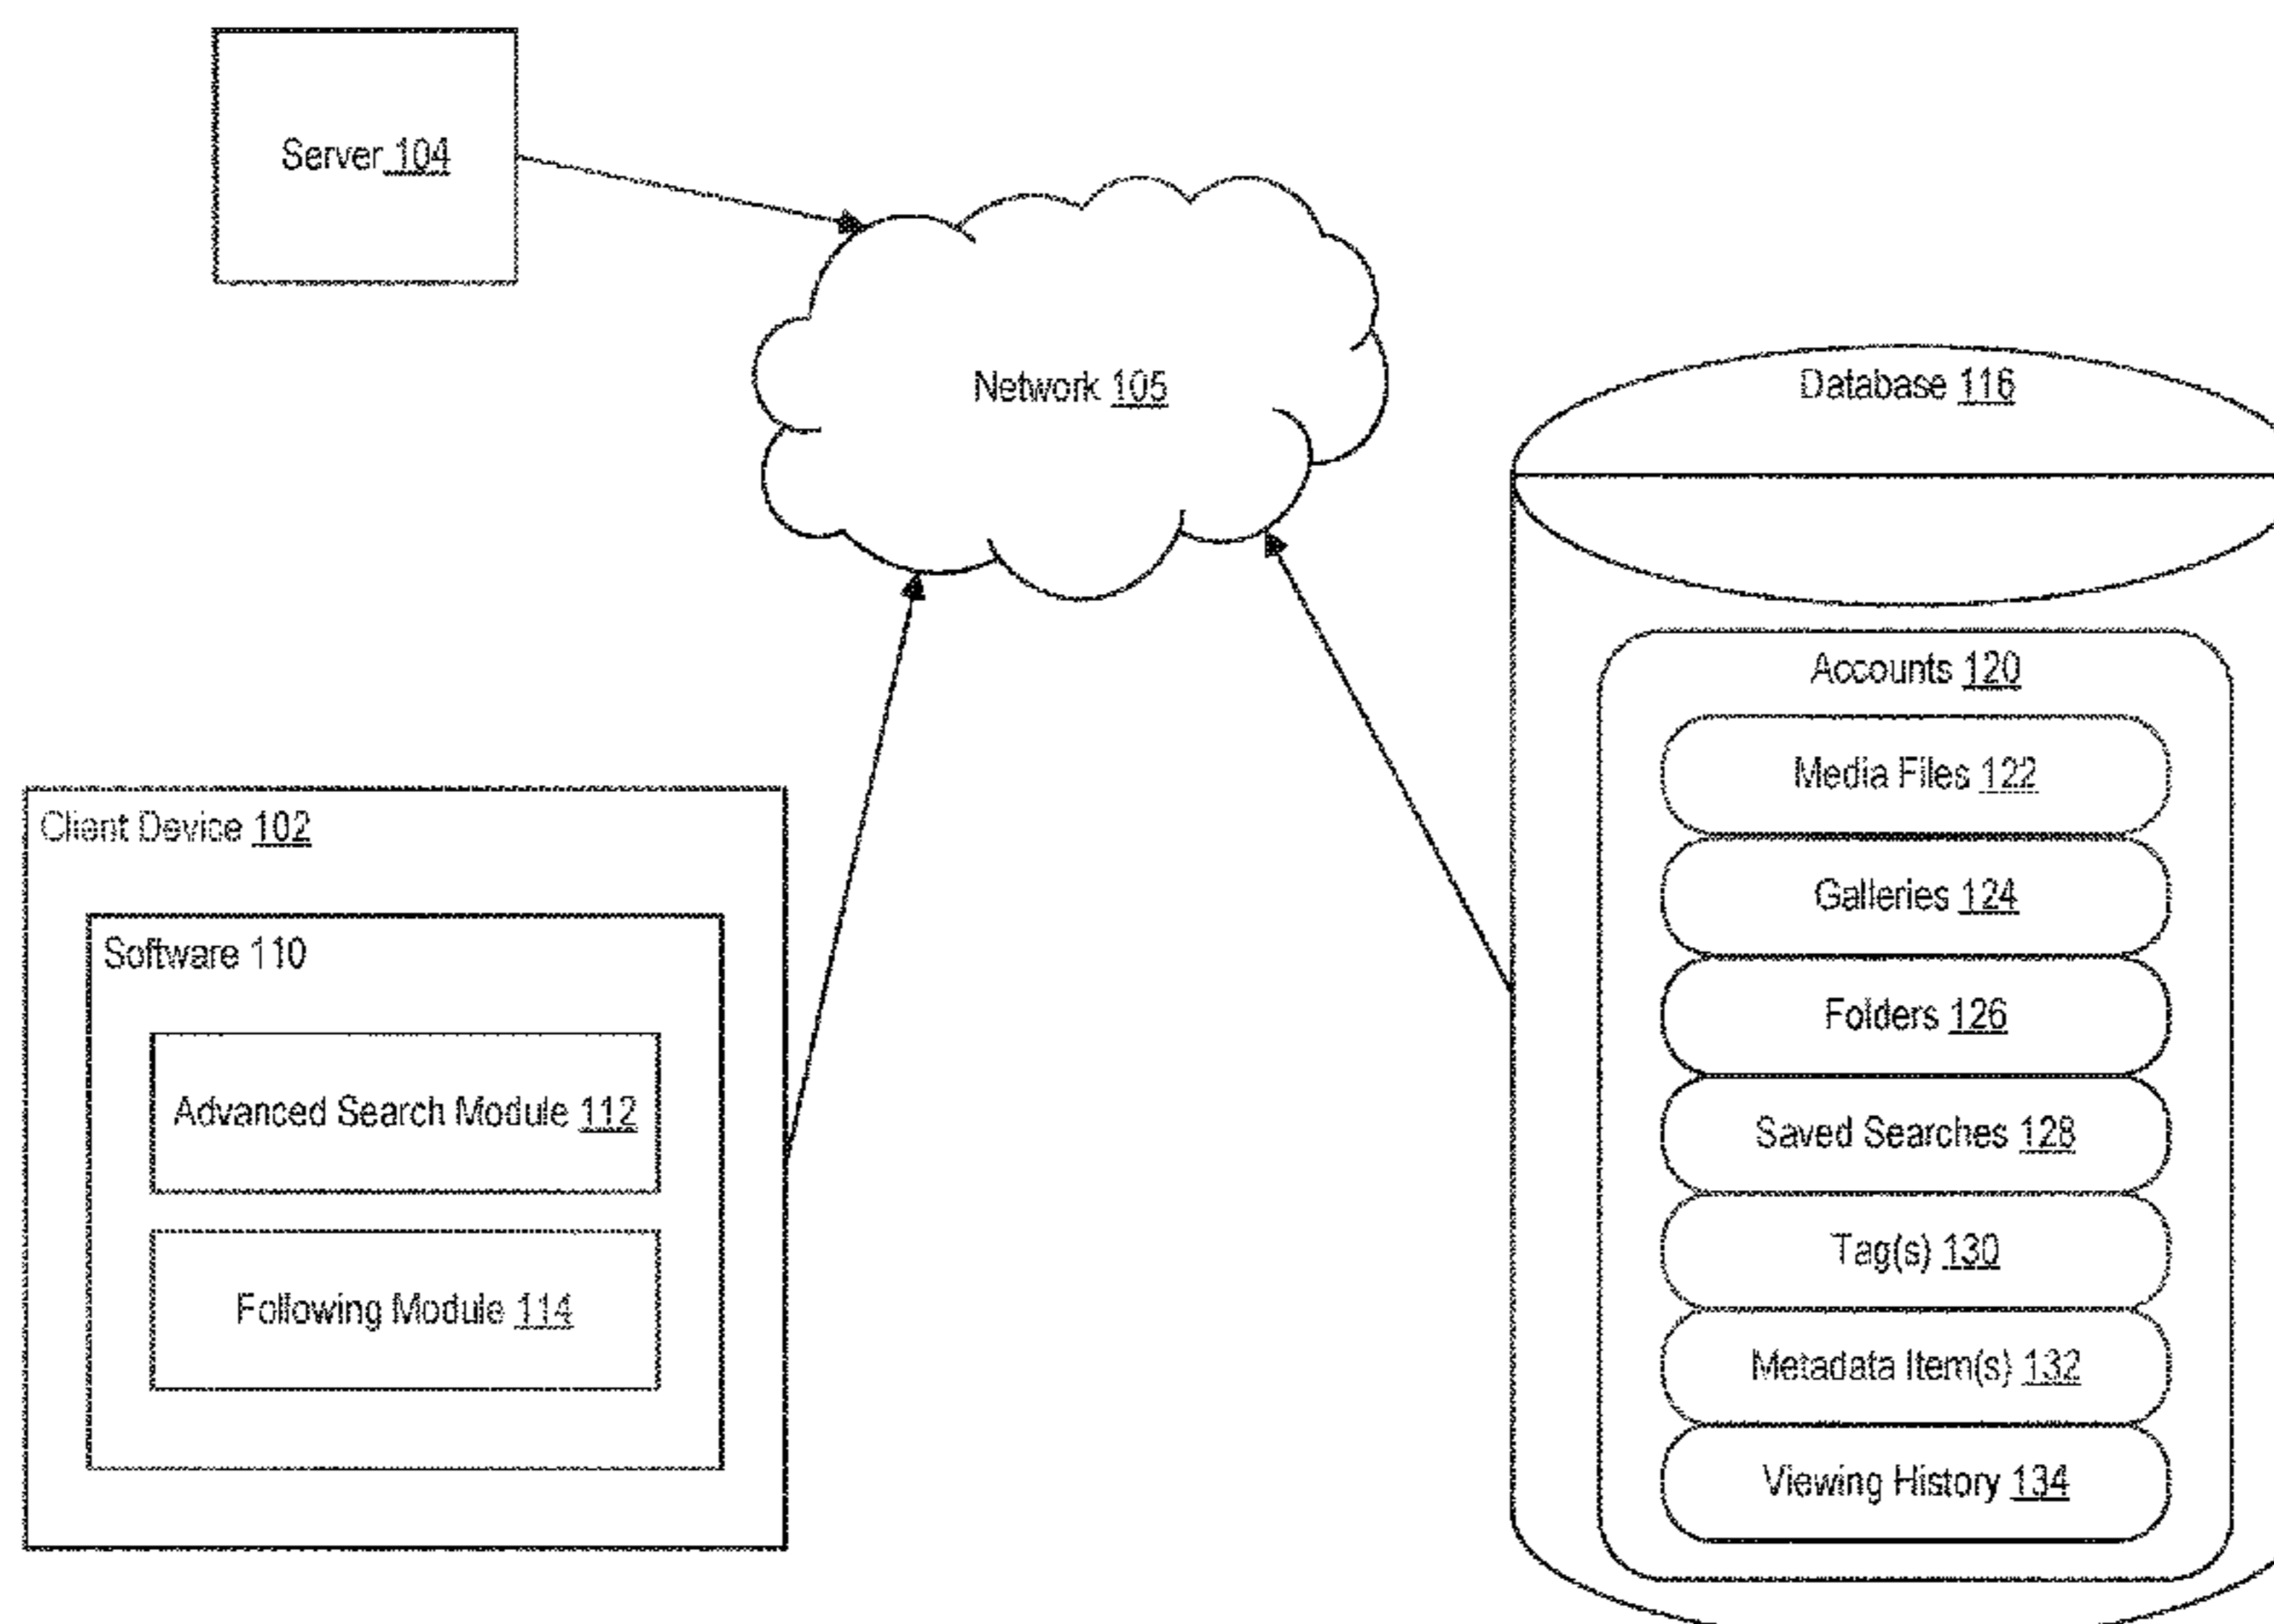 Server 104
Network 105
Database 116
Accounts 120
Media Files 122
Galleries 124
Folders 126
Saved Searches 128
Tag(s) 130
Metadata Item(s) 132
Viewing History 134
Client Device 102
Software 110
Advanced Search Module 112
Following Module 114